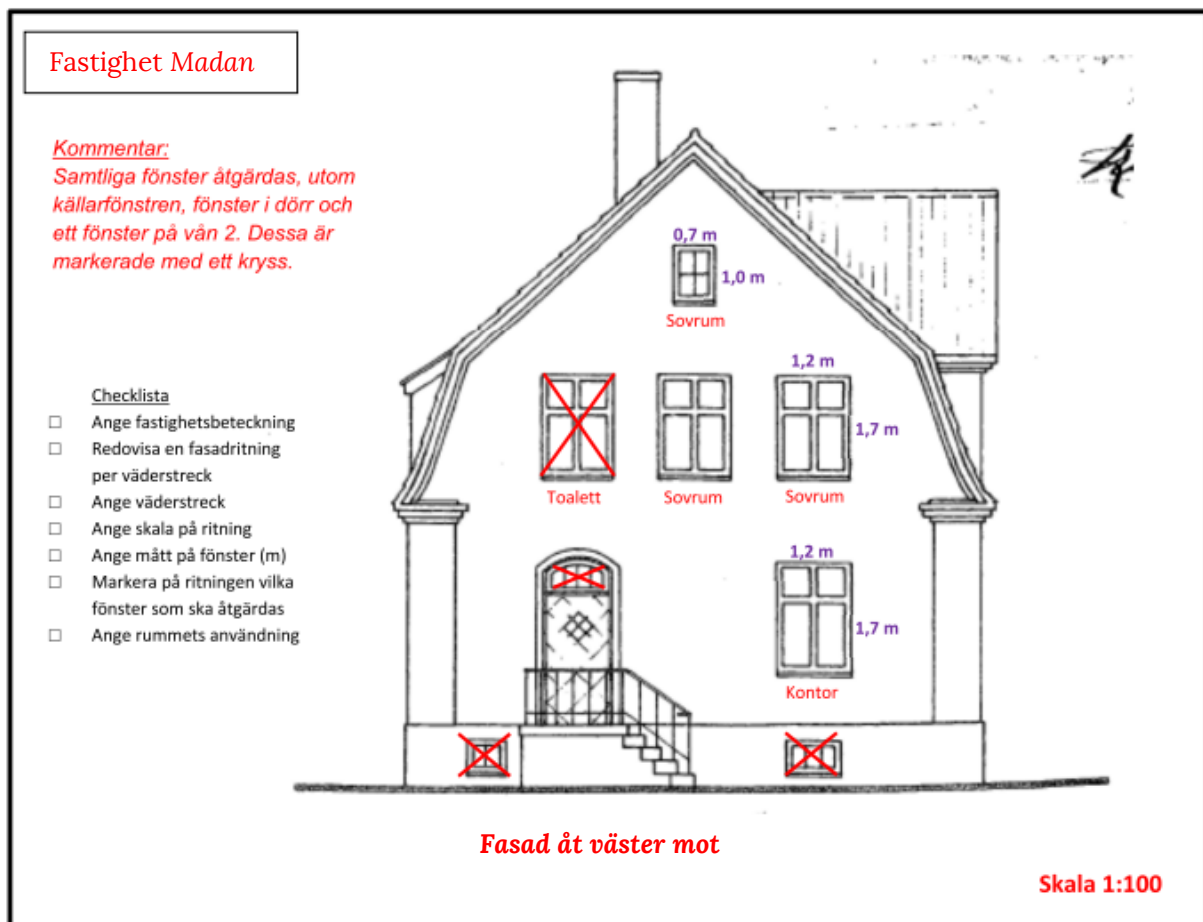 Fastighet Madan
Kommentar:
Samtliga fönster åtgärdas, utom
källarfönstren, fönster i dörr och
ett fönster på vån 2. Dessa är
markerade med ett kryss.
Checklista
☐ Ange fastighetsbeteckning
☐ Redovisa en fasadritning
per väderstreck
☐ Ange väderstreck
☐ Ange skala på ritning
☐ Ange mått på fönster (m)
☐ Markera på ritningen vilka
fönster som ska åtgärdas
☐ Ange rummets användning
0,7 m
1,0 m
Sovrum
1,2 m
1,7 m
Toalett
Sovrum
Sovrum
1,2 m
1,7 m
Kontor
Fasad åt väster mot
Skala 1:100